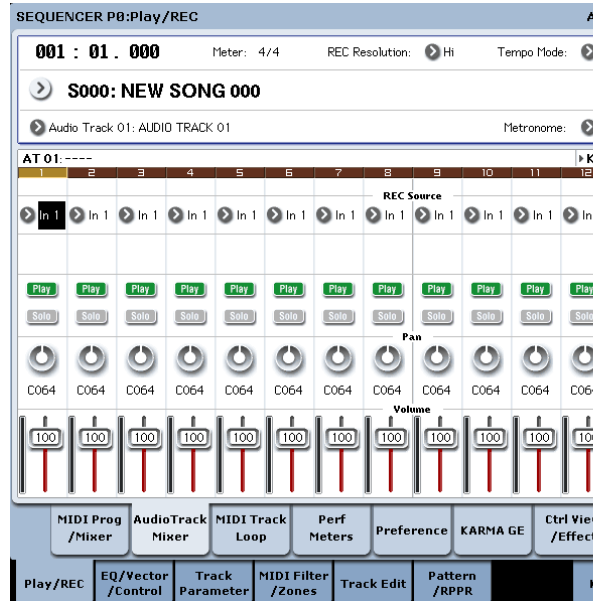 SEQUENCER P0:Play/REC
001 : 01 . 000 Meter: 4/4 REC Resolution: Hi Tempo Mode:
S000: NEW SONG 000
Audio Track 01: AUDIO TRACK 01 Metronome:
AT 01:---- K
1 2 3 4 5 6 7 8 9 10 11 12
REC Source
In 1 In 1 In 1 In 1 In 1 In 1 In 1 In 1 In 1 In 1 In 1 In
Play Play Play Play Play Play Play Play Play Play Play Play
Solo Solo Solo Solo Solo Solo Solo Solo Solo Solo Solo Solo
Pan
C064 C064 C064 C064 C064 C064 C064 C064 C064 C064 C064 C06
Volume
100 100 100 100 100 100 100 100 100 100 100 10
MIDI Prog /Mixer AudioTrack Mixer MIDI Track Loop Perf Meters Preference KARMA GE Ctrl View /Effect
Play/REC EQ/Vector /Control Track Parameter MIDI Filter /Zones Track Edit Pattern /RPPR